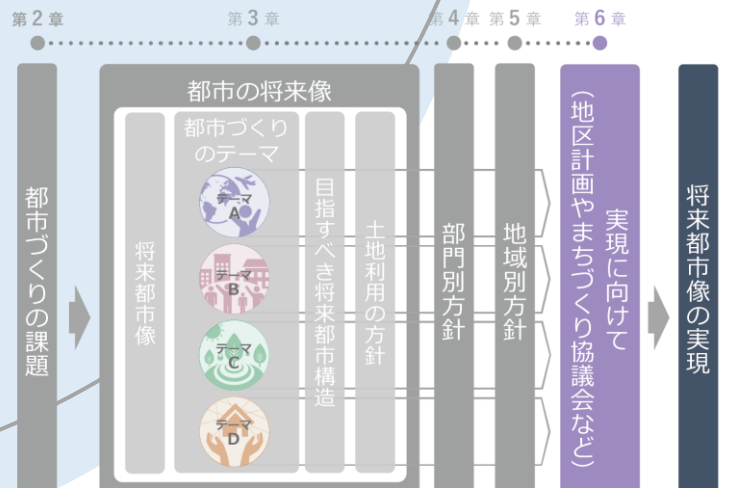 第2章
第3章
第4章
第5章
第6章
都市づくりの課題
都市の将来像
将来都市像
都市づくり
のテーマ
テーマ
A
テーマ
B
テーマ
C
テーマ
D
目指すべき将来都市構造
土地利用の方針
部門別方針
地域別方針
実現に向けて
(地区計画やまちづくり協議会など)
将来都市像の実現